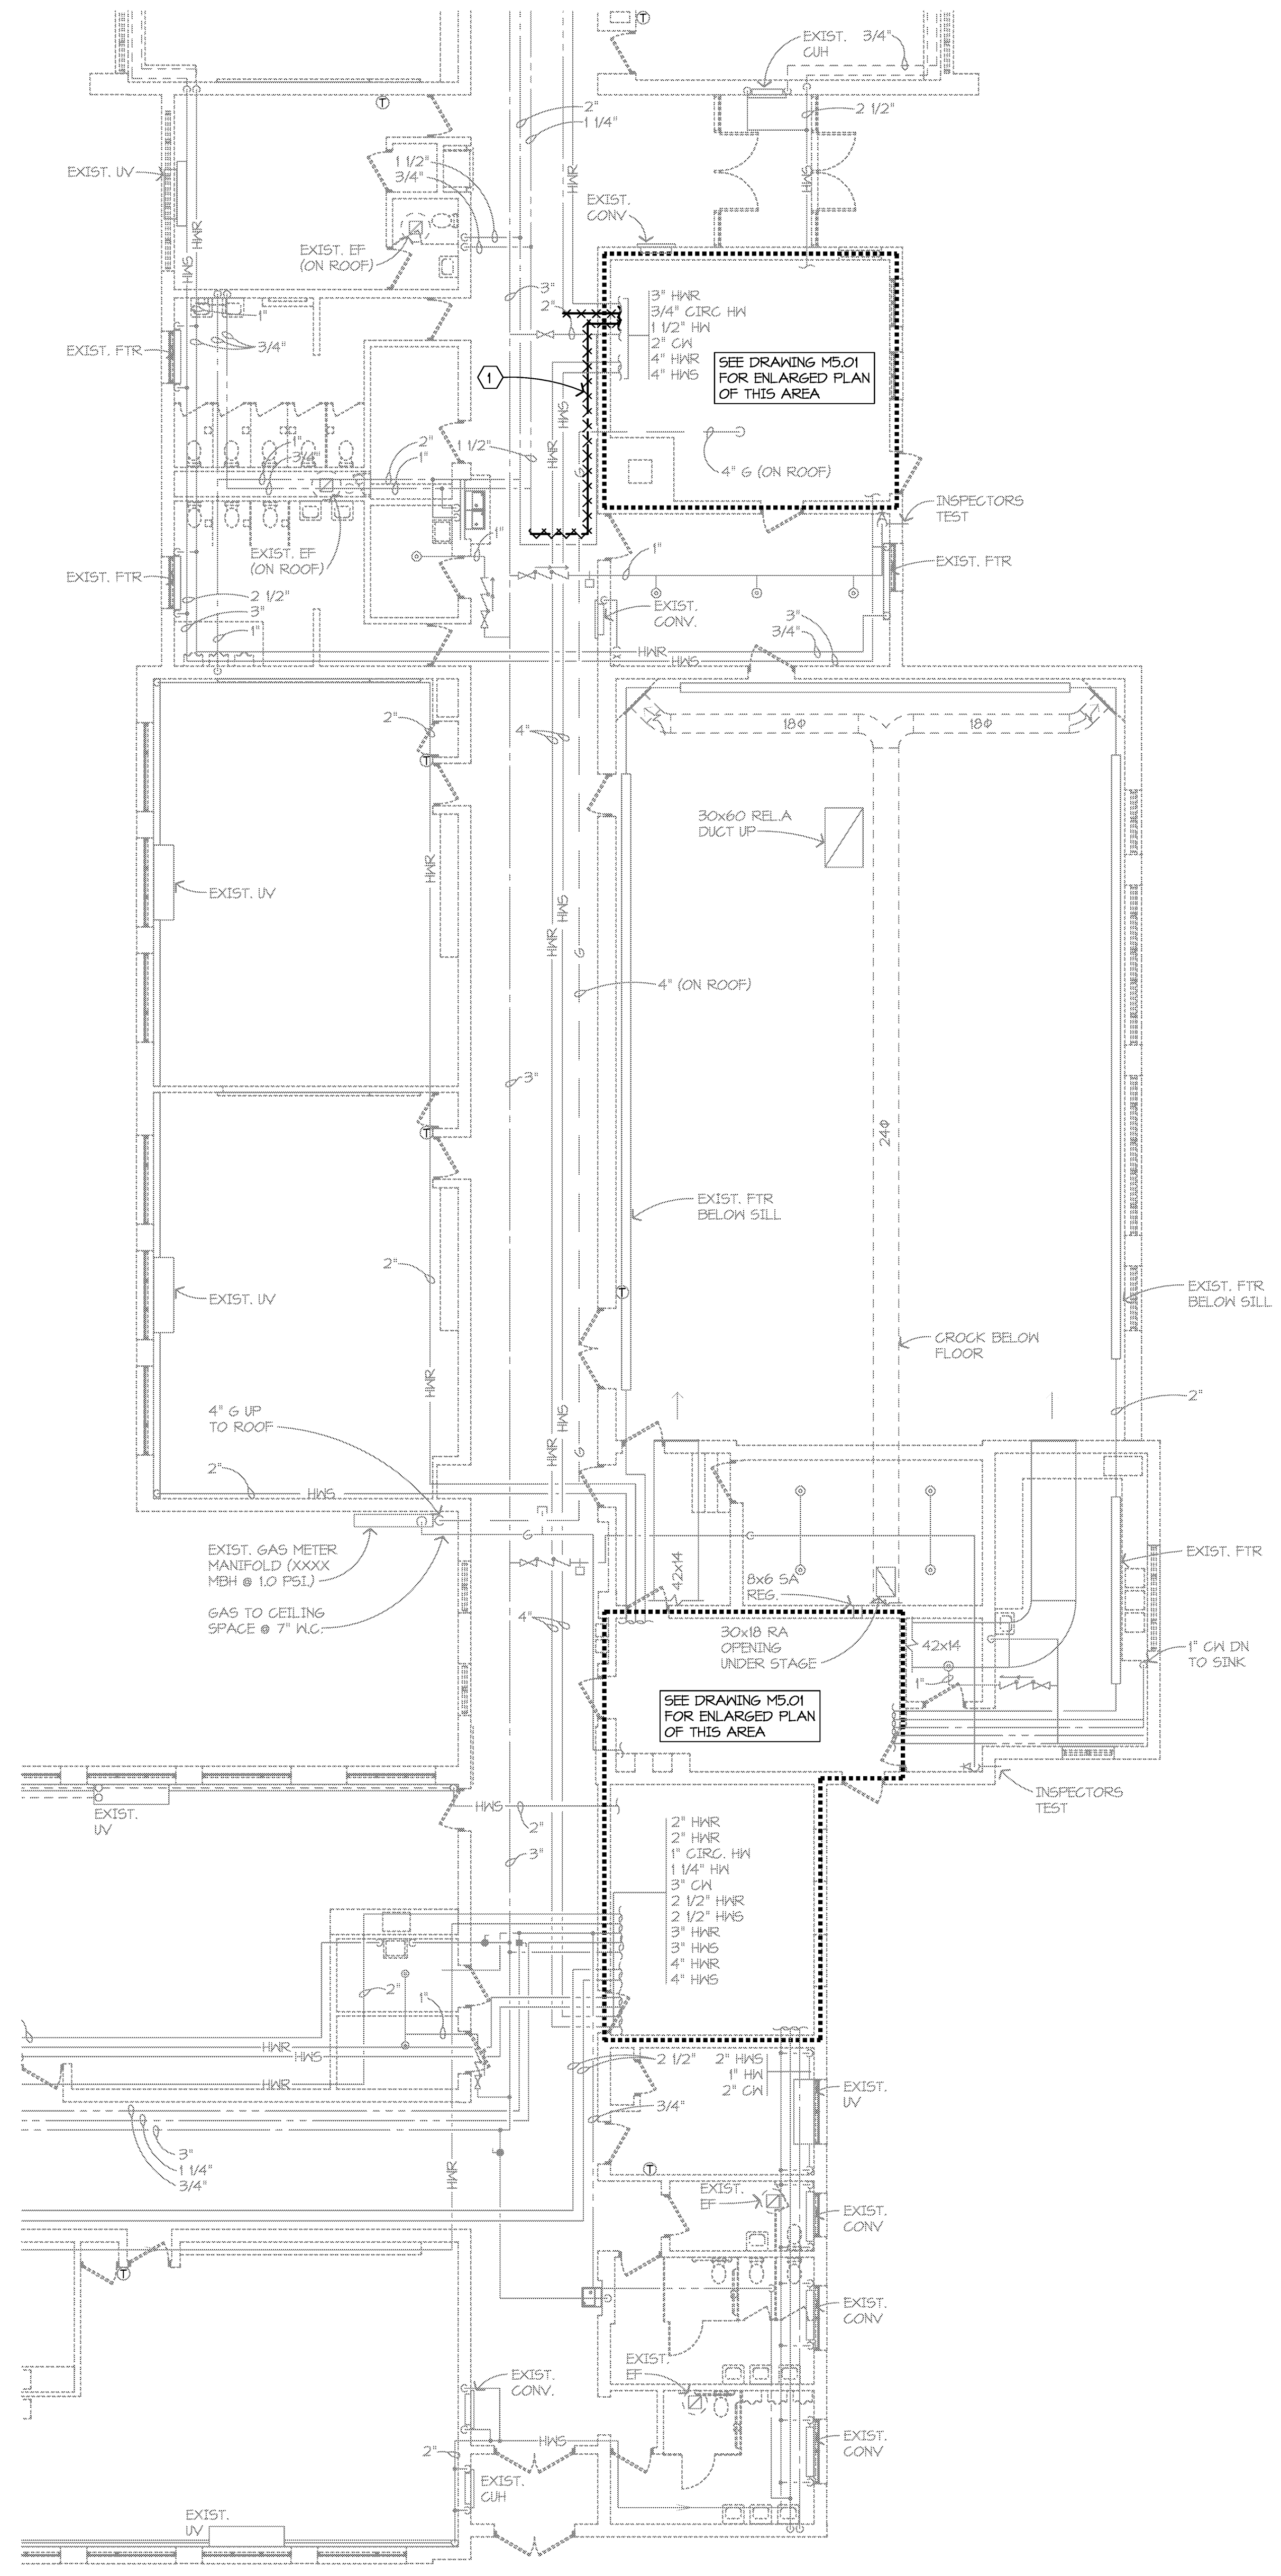 EXIST.
CUH
3/4"
2"
1 1/4"
2 1/2"
HWS
HWR
EXIST. UV
1 1/2"
3/4"
HWR
HWS
EXIST.
CONV
EXIST. EF
(ON ROOF)
3"
2"
1"
3/4"
EXIST. FTR
3" HWR
3/4" CIRC HW
1 1/2" HW
2" CW
4" HWR
4" HWS
SEE DRAWING M5.01
FOR ENLARGED PLAN
OF THIS AREA
1
HWS
HWR
G
2"
1"
1 1/2"
1"
3/4"
4" G (ON ROOF)
INSPECTORS
TEST
1"
1"
EXIST. EF
(ON ROOF)
EXIST. FTR
EXIST. FTR
2 1/2"
3"
1"
EXIST.
CONV.
3"
3/4"
HWR
HWS
2"
T
4"
18φ
18φ
30x60 REL.A
DUCT UP
HWR
EXIST. UV
HWS
HWR
G
4" (ON ROOF)
3"
T
24φ
EXIST. FTR
BELOW SILL
2"
EXIST. UV
T
EXIST. FTR
BELOW SILL
CROCK BELOW
FLOOR
HWR
2"
4" G UP
TO ROOF
HWS
HWR
G
2"
HWS
G
EXIST. GAS METER
MANIFOLD (XXXX
MBH @ 1.0 PSI.)
GAS TO CEILING
SPACE @ 7" W.C.
42x14
8x6 SA
REG.
EXIST. FTR
4"
30x18 RA
OPENING
UNDER STAGE
42x14
1"
1" CW DN
TO SINK
SEE DRAWING M5.01
FOR ENLARGED PLAN
OF THIS AREA
INSPECTORS
TEST
EXIST.
UV
HWS
2"
3"
2" HWR
2" HWR
1" CIRC. HW
1 1/4" HW
3" CW
2 1/2" HWR
2 1/2" HWS
3" HWR
3" HWS
4" HWR
4" HWS
2"
1"
HWR
HWS
HWR
2 1/2"
2" HWS
1" HW
2" CW
3/4"
EXIST.
UV
3"
1 1/4"
3/4"
HWR
T
EXIST.
EF
EXIST.
CONV
T
EXIST.
CONV
EXIST.
EF
EXIST.
CONV.
HWS
2"
EXIST.
CONV
EXIST.
CUH
EXIST.
UV